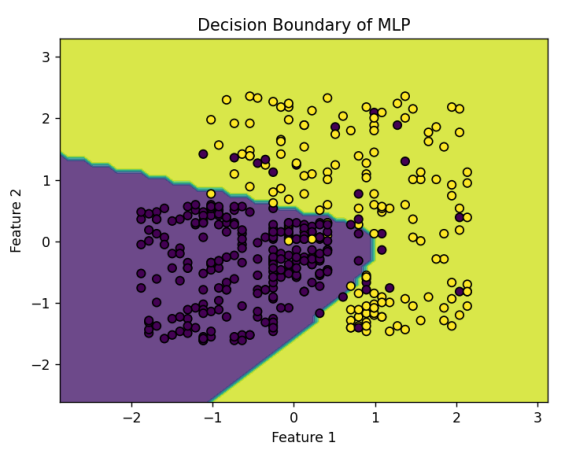 Decision Boundary of MLP
3
2
1
0
−1
−2
Feature 2
−2 −1 0 1 2 3
Feature 1